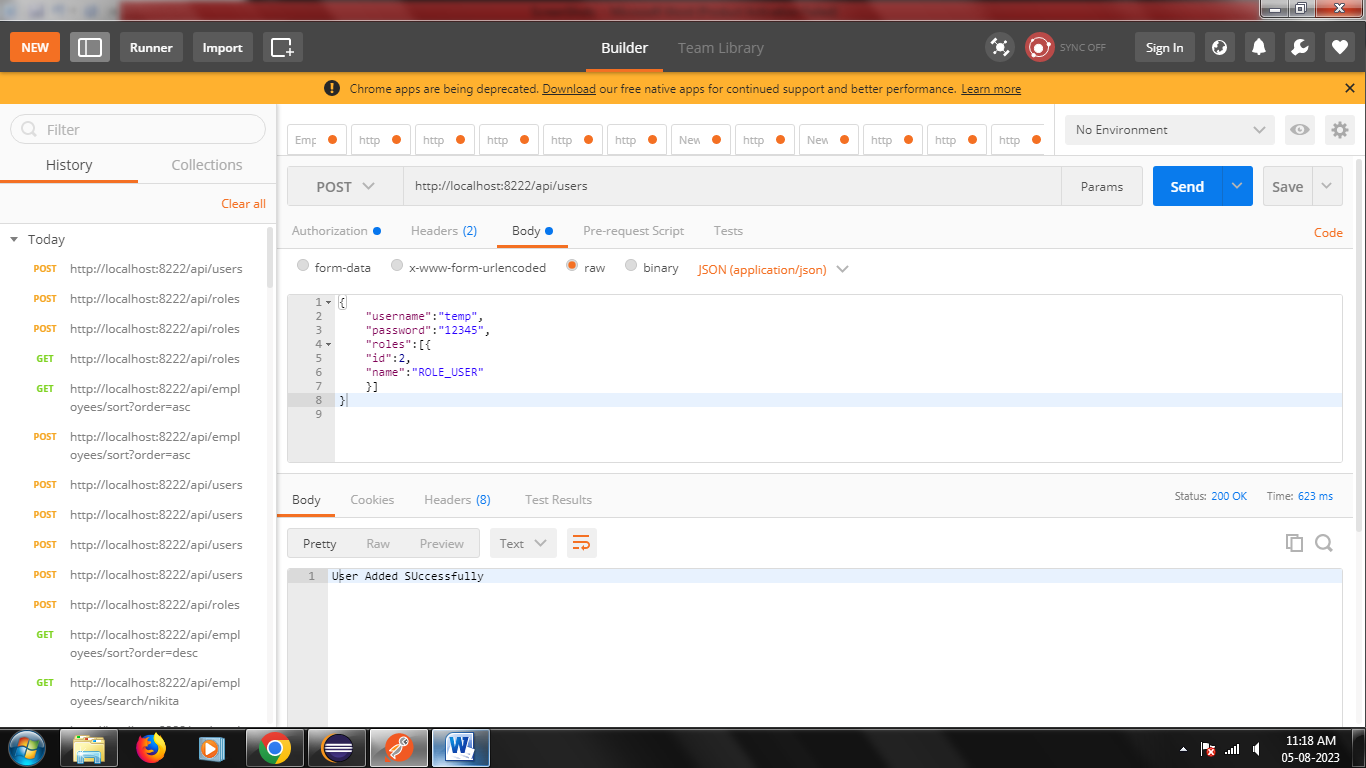 NEW
Runner
Import
Builder
Team Library
SYNC OFF
Sign In
Chrome apps are being deprecated. Download our free native apps for continued support and better performance. Learn more
Filter
History
Collections
Clear all
Today
POST http://localhost:8222/api/users
POST http://localhost:8222/api/roles
POST http://localhost:8222/api/roles
GET http://localhost:8222/api/roles
GET http://localhost:8222/api/empl
oyees/sort?order=asc
POST http://localhost:8222/api/empl
oyees/sort?order=asc
POST http://localhost:8222/api/users
POST http://localhost:8222/api/users
POST http://localhost:8222/api/users
POST http://localhost:8222/api/users
POST http://localhost:8222/api/roles
GET http://localhost:8222/api/empl
oyees/sort?order=desc
GET http://localhost:8222/api/empl
oyees/search/nikita
Emp http http http http http New http New http http http
No Environment
POST http://localhost:8222/api/users Params Send Save
Authorization Headers (2) Body Pre-request Script Tests Code
form-data x-www-form-urlencoded raw binary JSON (application/json)
1 {
2 "username":"temp",
3 "password":"12345",
4 "roles":[{
5 "id":2,
6 "name":"ROLE_USER"
7 }]
8 }
9
Body Cookies Headers (8) Test Results Status: 200 OK Time: 623 ms
Pretty Raw Preview Text
1 User Added SUccessfully
11:18 AM
05-08-2023